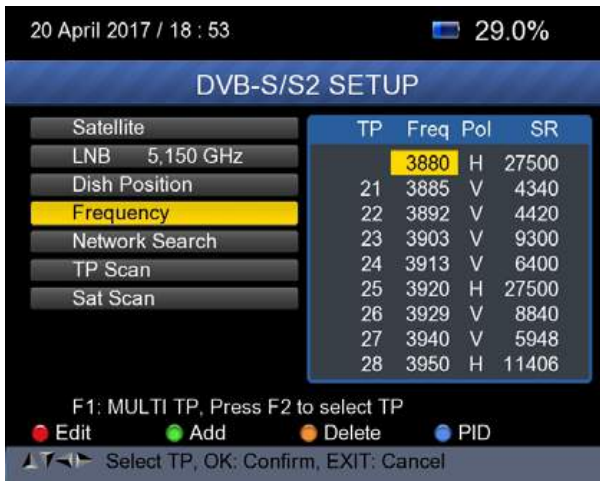 20 April 2017 / 18 : 53 29.0%
DVB-S/S2 SETUP
Satellite
LNB 5,150 GHz
Dish Position
Frequency
Network Search
TP Scan
Sat Scan
TP Freq Pol SR
3880 H 27500
21 3885 V 4340
22 3892 V 4420
23 3903 V 9300
24 3913 V 6400
25 3920 H 27500
26 3929 V 8840
27 3940 V 5948
28 3950 H 11406
F1: MULTI TP, Press F2 to select TP
Edit Add Delete PID
Select TP, OK: Confirm, EXIT: Cancel